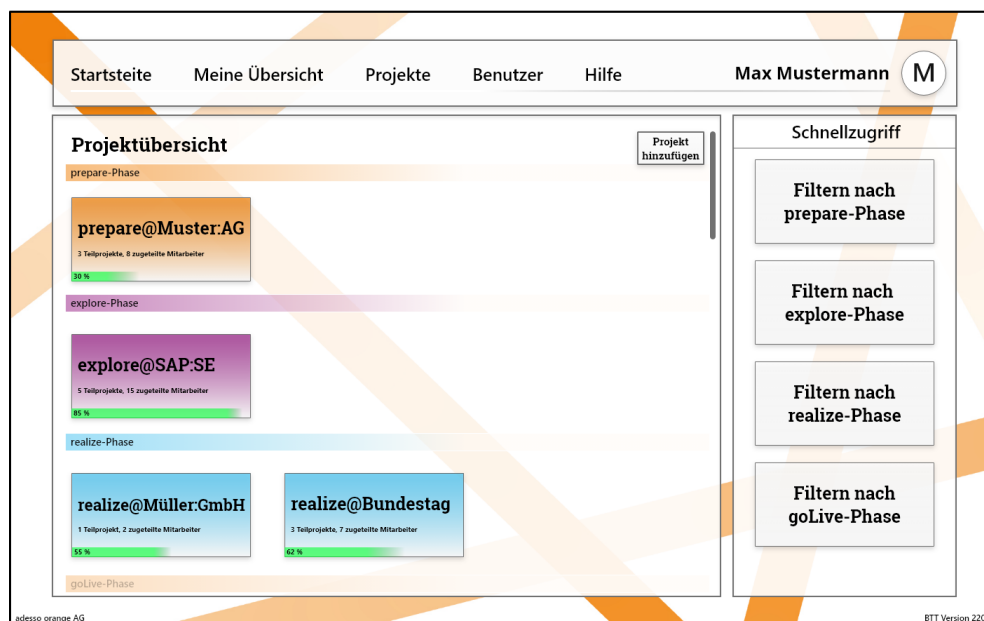 Startsteite Meine Übersicht Projekte Benutzer Hilfe Max Mustermann M
Projektübersicht
Projekt
hinzufügen
prepare-Phase
prepare@Muster:AG
3 Teilprojekte, 8 zugeteilte Mitarbeiter
30 %
explore-Phase
explore@SAP:SE
5 Teilprojekte, 15 zugeteilte Mitarbeiter
85 %
realize-Phase
realize@Müller:GmbH
1 Teilprojekt, 2 zugeteilte Mitarbeiter
55 %
realize@Bundestag
3 Teilprojekte, 7 zugeteilte Mitarbeiter
62 %
goLive-Phase
Schnellzugriff
Filtern nach
prepare-Phase
Filtern nach
explore-Phase
Filtern nach
realize-Phase
Filtern nach
goLive-Phase
adesso orange AG
BTT Version 220